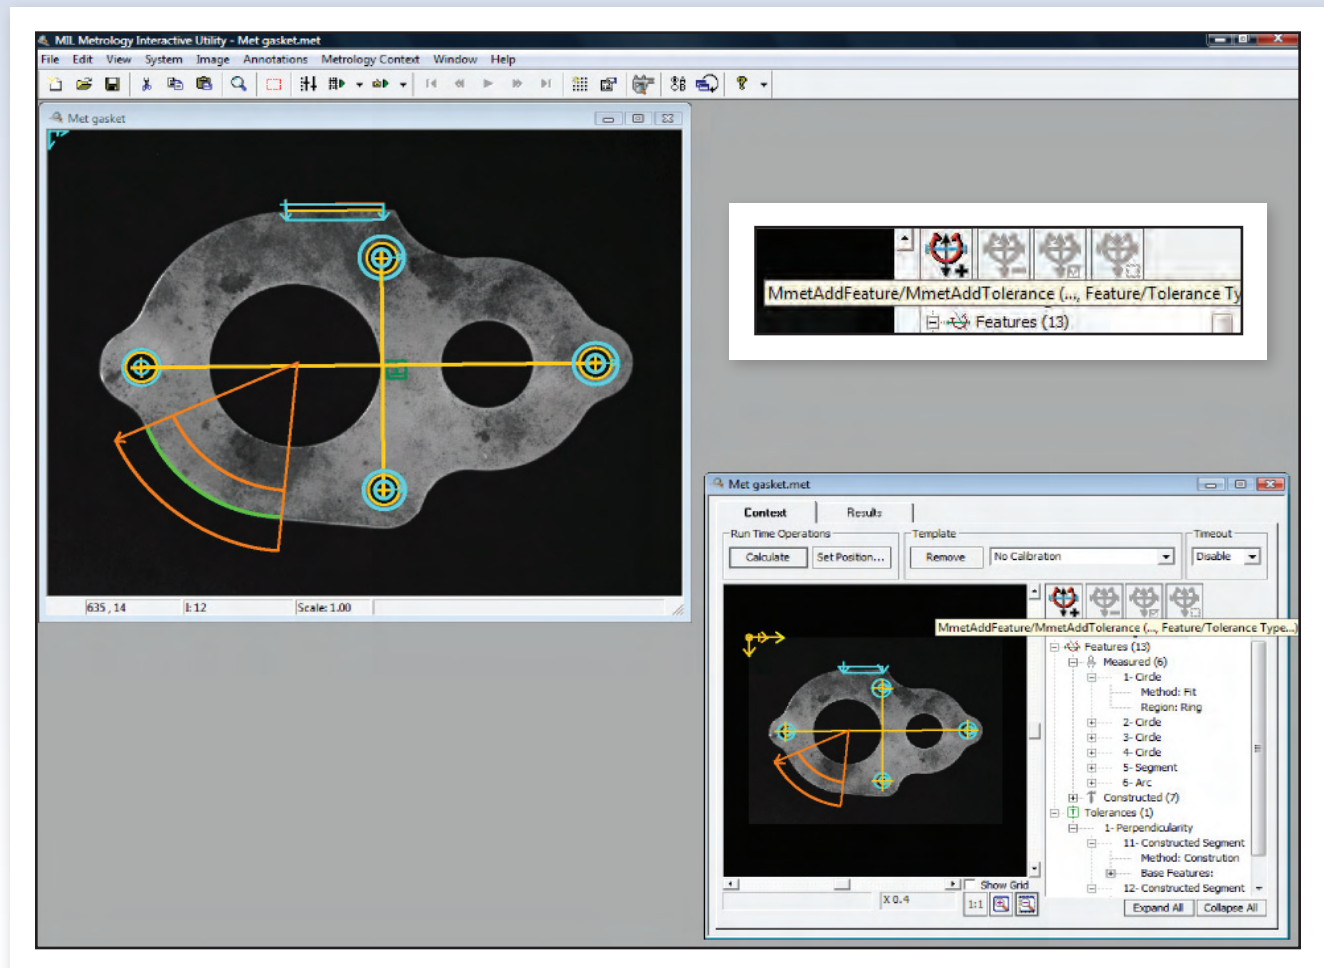 MIL Metrology Interactive Utility - Met gasket.met
File Edit View System Image Annotations Metrology Context Window Help
Met gasket
635 , 14 I: 12 Scale: 1.00
MmetAddFeature/MmetAddTolerance (..., Feature/Tolerance Ty
Features (13)
Met gasket.met
Context Results
Run Time Operations Template Timeout
Calculate Set Position... Remove No Calibration Disable
MmetAddFeature/MmetAddTolerance (..., Feature/Tolerance Type...)
Features (13)
Measured (6)
1- Circle
Method: Fit
Region: Ring
2- Circle
3- Circle
4- Circle
5- Segment
6- Arc
Constructed (7)
Tolerances (1)
1- Perpendicularity
11- Constructed Segment
Method: Constrution
Base Features:
12- Constructed Segment
Show Grid
X 0.4 1:1
Expand All Collapse All